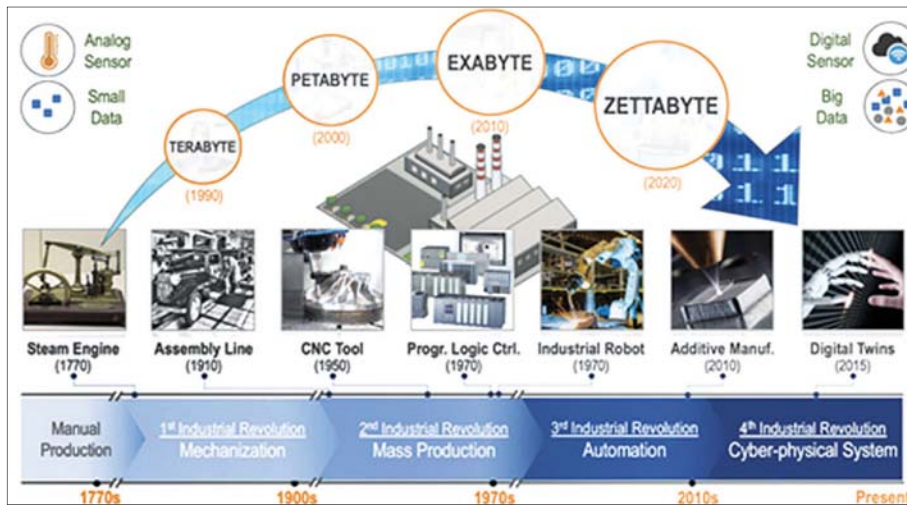 Analog
Sensor
Small
Data
TERABYTE
(1990)
PETABYTE
(2000)
EXABYTE
(2010)
ZETTABYTE
(2020)
Digital
Sensor
Big
Data
Steam Engine
(1770)
Assembly Line
(1910)
CNC Tool
(1950)
Progr. Logic Ctrl.
(1970)
Industrial Robot
(1970)
Additive Manuf.
(2010)
Digital Twins
(2015)
Manual
Production
1st Industrial Revolution
Mechanization
2nd Industrial Revolution
Mass Production
3rd Industrial Revolution
Automation
4th Industrial Revolution
Cyber-physical System
1770s
1900s
1970s
2010s
Present